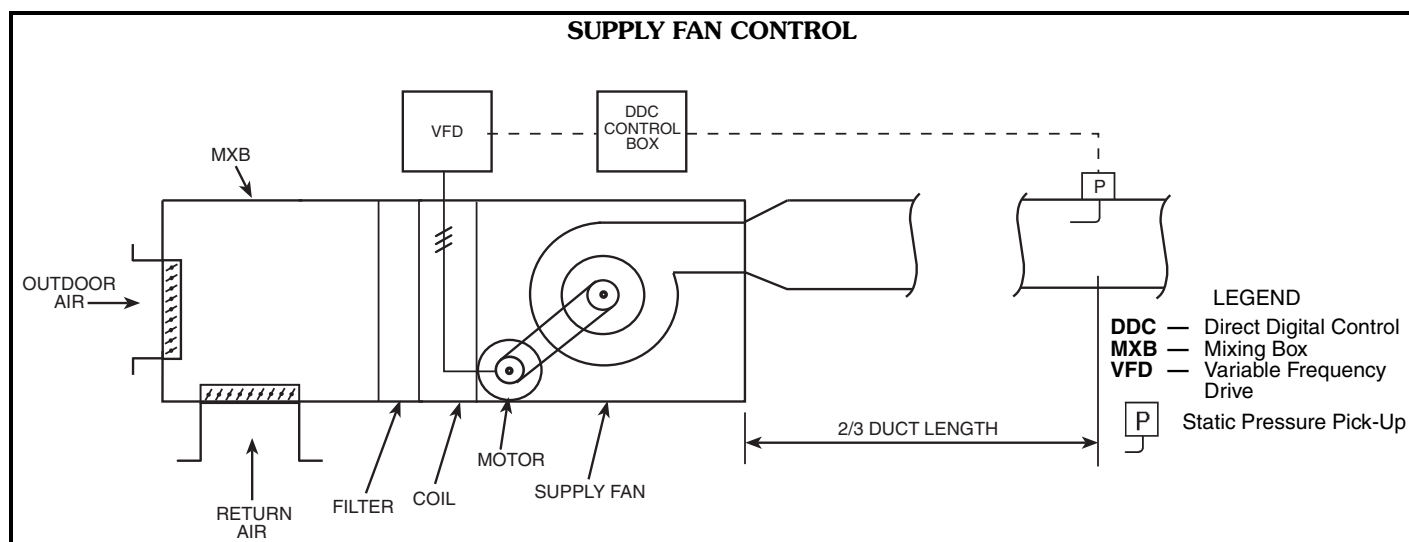 SUPPLY FAN CONTROL
VFD
DDC
CONTROL
BOX
MXB
P
OUTDOOR
AIR
LEGEND
DDC — Direct Digital Control
MXB — Mixing Box
VFD — Variable Frequency
Drive
P Static Pressure Pick-Up
2/3 DUCT LENGTH
MOTOR
SUPPLY FAN
COIL
FILTER
RETURN
AIR